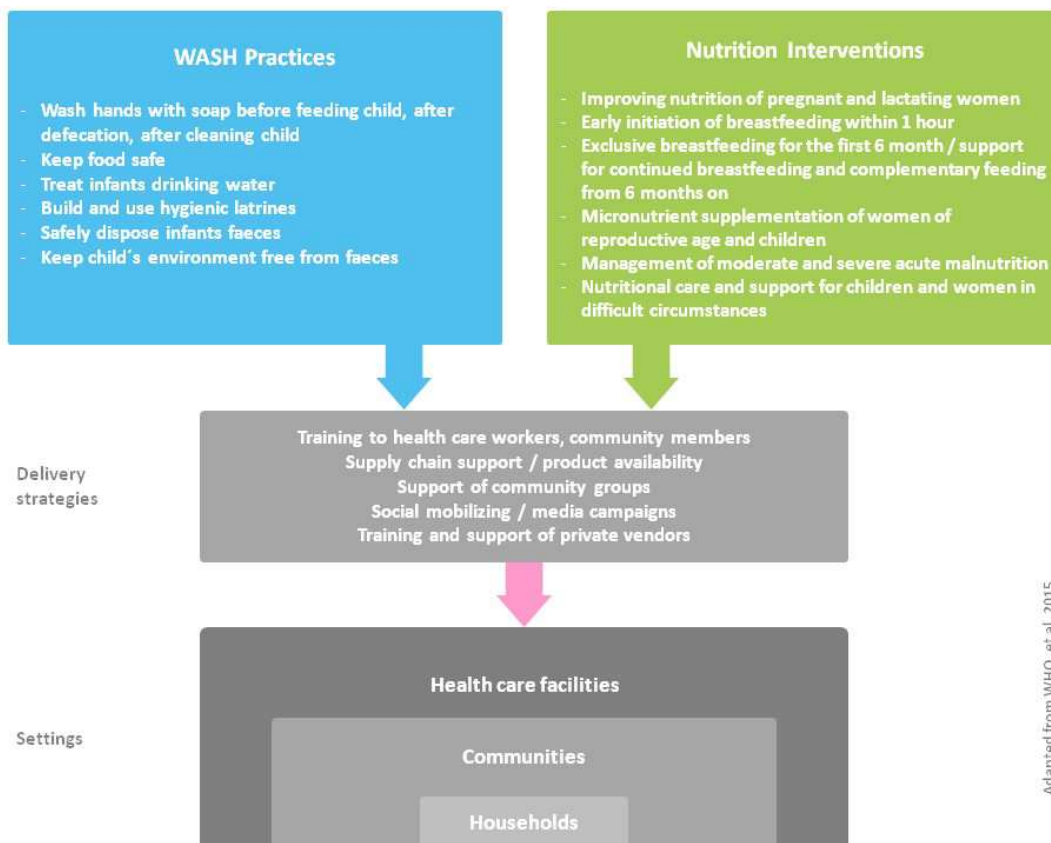 WASH Practices
- Wash hands with soap before feeding child, after
defecation, after cleaning child
- Keep food safe
- Treat infants drinking water
- Build and use hygienic latrines
- Safely dispose infants faeces
- Keep child´s environment free from faeces
Nutrition Interventions
- Improving nutrition of pregnant and lactating women
- Early initiation of breastfeeding within 1 hour
- Exclusive breastfeeding for the first 6 month / support
for continued breastfeeding and complementary feeding
from 6 months on
- Micronutrient supplementation of women of
reproductive age and children
- Management of moderate and severe acute malnutrition
- Nutritional care and support for children and women in
difficult circumstances
Delivery
strategies
Training to health care workers, community members
Supply chain support / product availability
Support of community groups
Social mobilizing / media campaigns
Training and support of private vendors
Settings
Health care facilities
Communities
Households
Adapted from WHO, et al. 2015